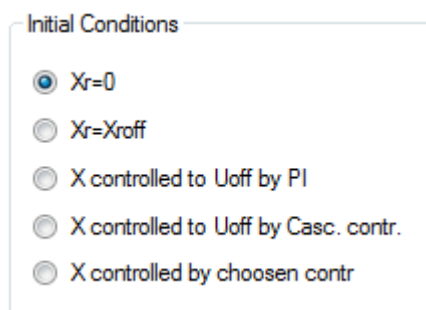 Initial Conditions
Xr=0
Xr=Xroff
X controlled to Uoff by PI
X controlled to Uoff by Casc. contr.
X controlled by choosen contr